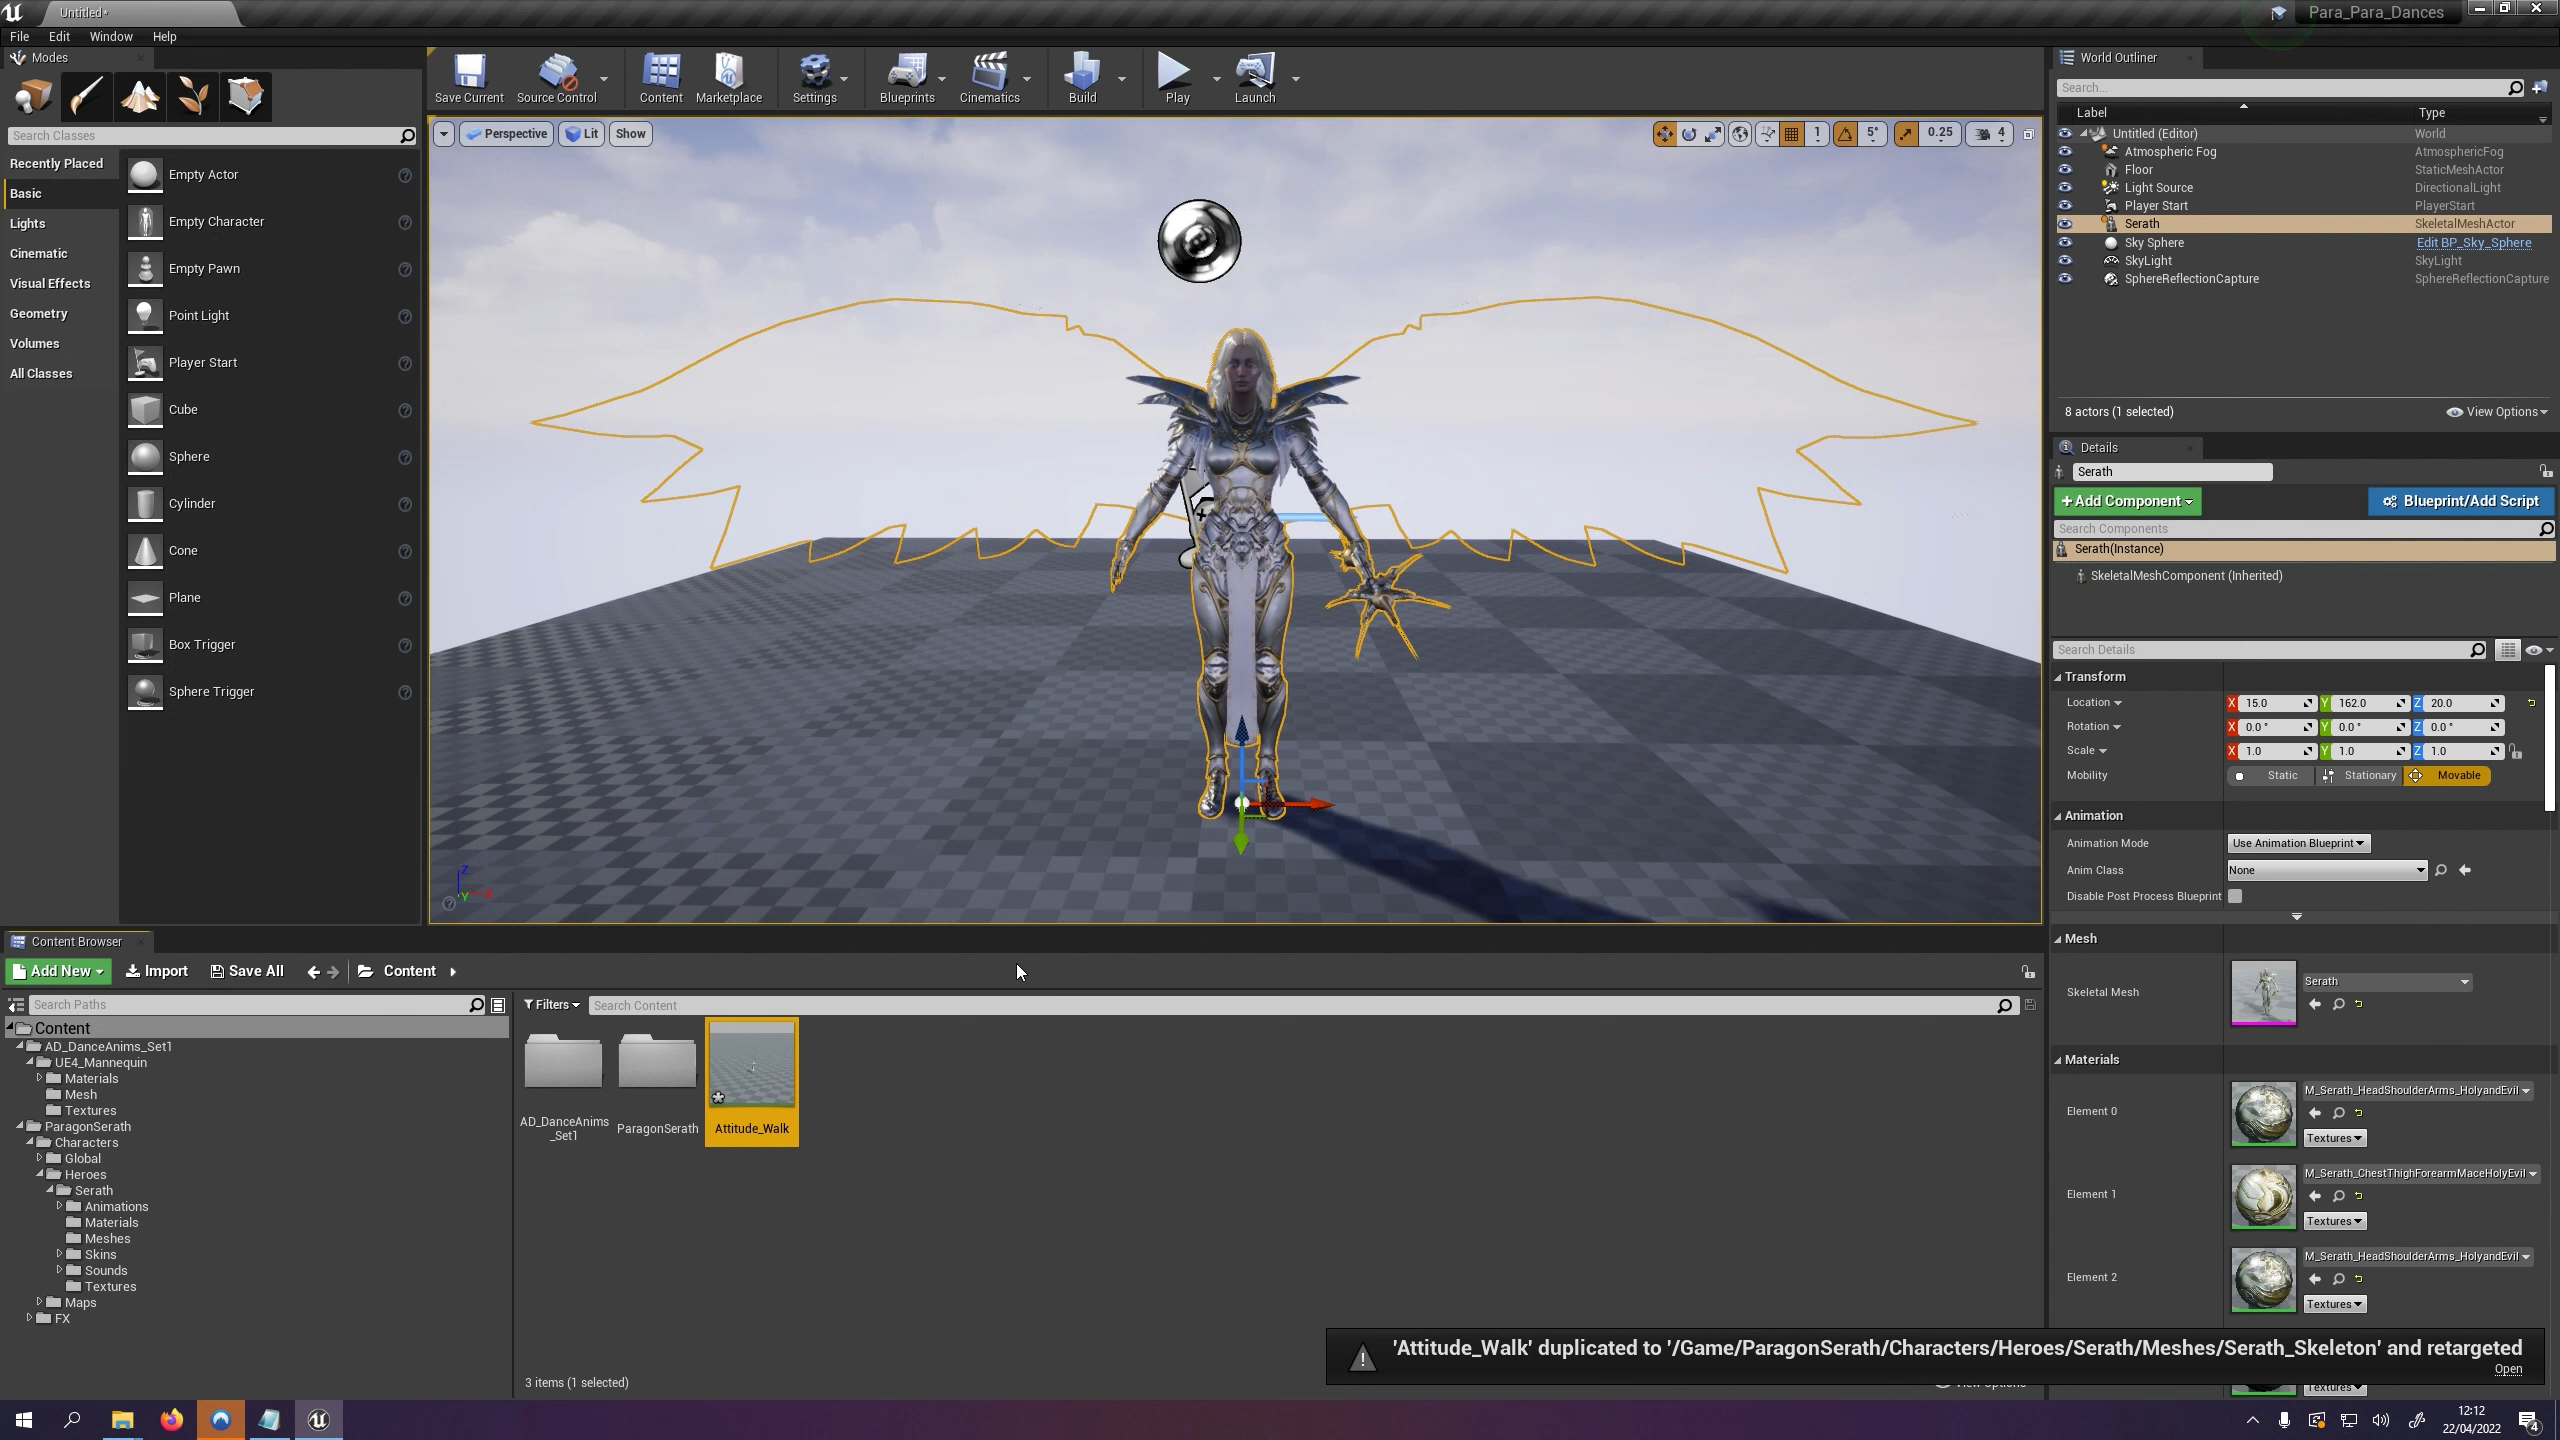 Untitled*
Para_Para_Dances
File Edit Window Help
Modes
Search Classes
Recently Placed
Basic
Lights
Cinematic
Visual Effects
Geometry
Volumes
All Classes
Empty Actor
Empty Character
Empty Pawn
Point Light
Player Start
Cube
Sphere
Cylinder
Cone
Plane
Box Trigger
Sphere Trigger
Save Current Source Control Content Marketplace Settings Blueprints Cinematics Build Play Launch
Perspective Lit Show
1 5° 0.25 4
Z
Y
World Outliner
Search...
Label Type
Untitled (Editor) World
Atmospheric Fog AtmosphericFog
Floor StaticMeshActor
Light Source DirectionalLight
Player Start PlayerStart
Serath SkeletalMeshActor
Sky Sphere Edit BP_Sky_Sphere
SkyLight SkyLight
SphereReflectionCapture SphereReflectionCapture
8 actors (1 selected) View Options
Details
Serath
+Add Component Blueprint/Add Script
Search Components
Serath(Instance)
SkeletalMeshComponent (Inherited)
Search Details
Transform
Location X 15.0 Y 162.0 Z 20.0
Rotation X 0.0 ° Y 0.0 ° Z 0.0 °
Scale X 1.0 Y 1.0 Z 1.0
Mobility Static Stationary Movable
Animation
Animation Mode Use Animation Blueprint
Anim Class None
Disable Post Process Blueprint
Mesh
Skeletal Mesh Serath
Materials
Element 0 M_Serath_HeadShoulderArms_HolyandEvil
Textures
Element 1 M_Serath_ChestThighForearmMaceHolyEvil
Textures
Element 2 M_Serath_HeadShoulderArms_HolyandEvil
Textures
Textures
Content Browser
Add New Import Save All Content
Search Paths
Content
AD_DanceAnims_Set1
UE4_Mannequin
Materials
Mesh
Textures
ParagonSerath
Characters
Global
Heroes
Serath
Animations
Materials
Meshes
Skins
Sounds
Textures
Maps
FX
Filters Search Content
AD_DanceAnims
_Set1
ParagonSerath
Attitude_Walk
3 items (1 selected)
View Options
'Attitude_Walk' duplicated to '/Game/ParagonSerath/Characters/Heroes/Serath/Meshes/Serath_Skeleton' and retargeted
Open
12:12
22/04/2022
4